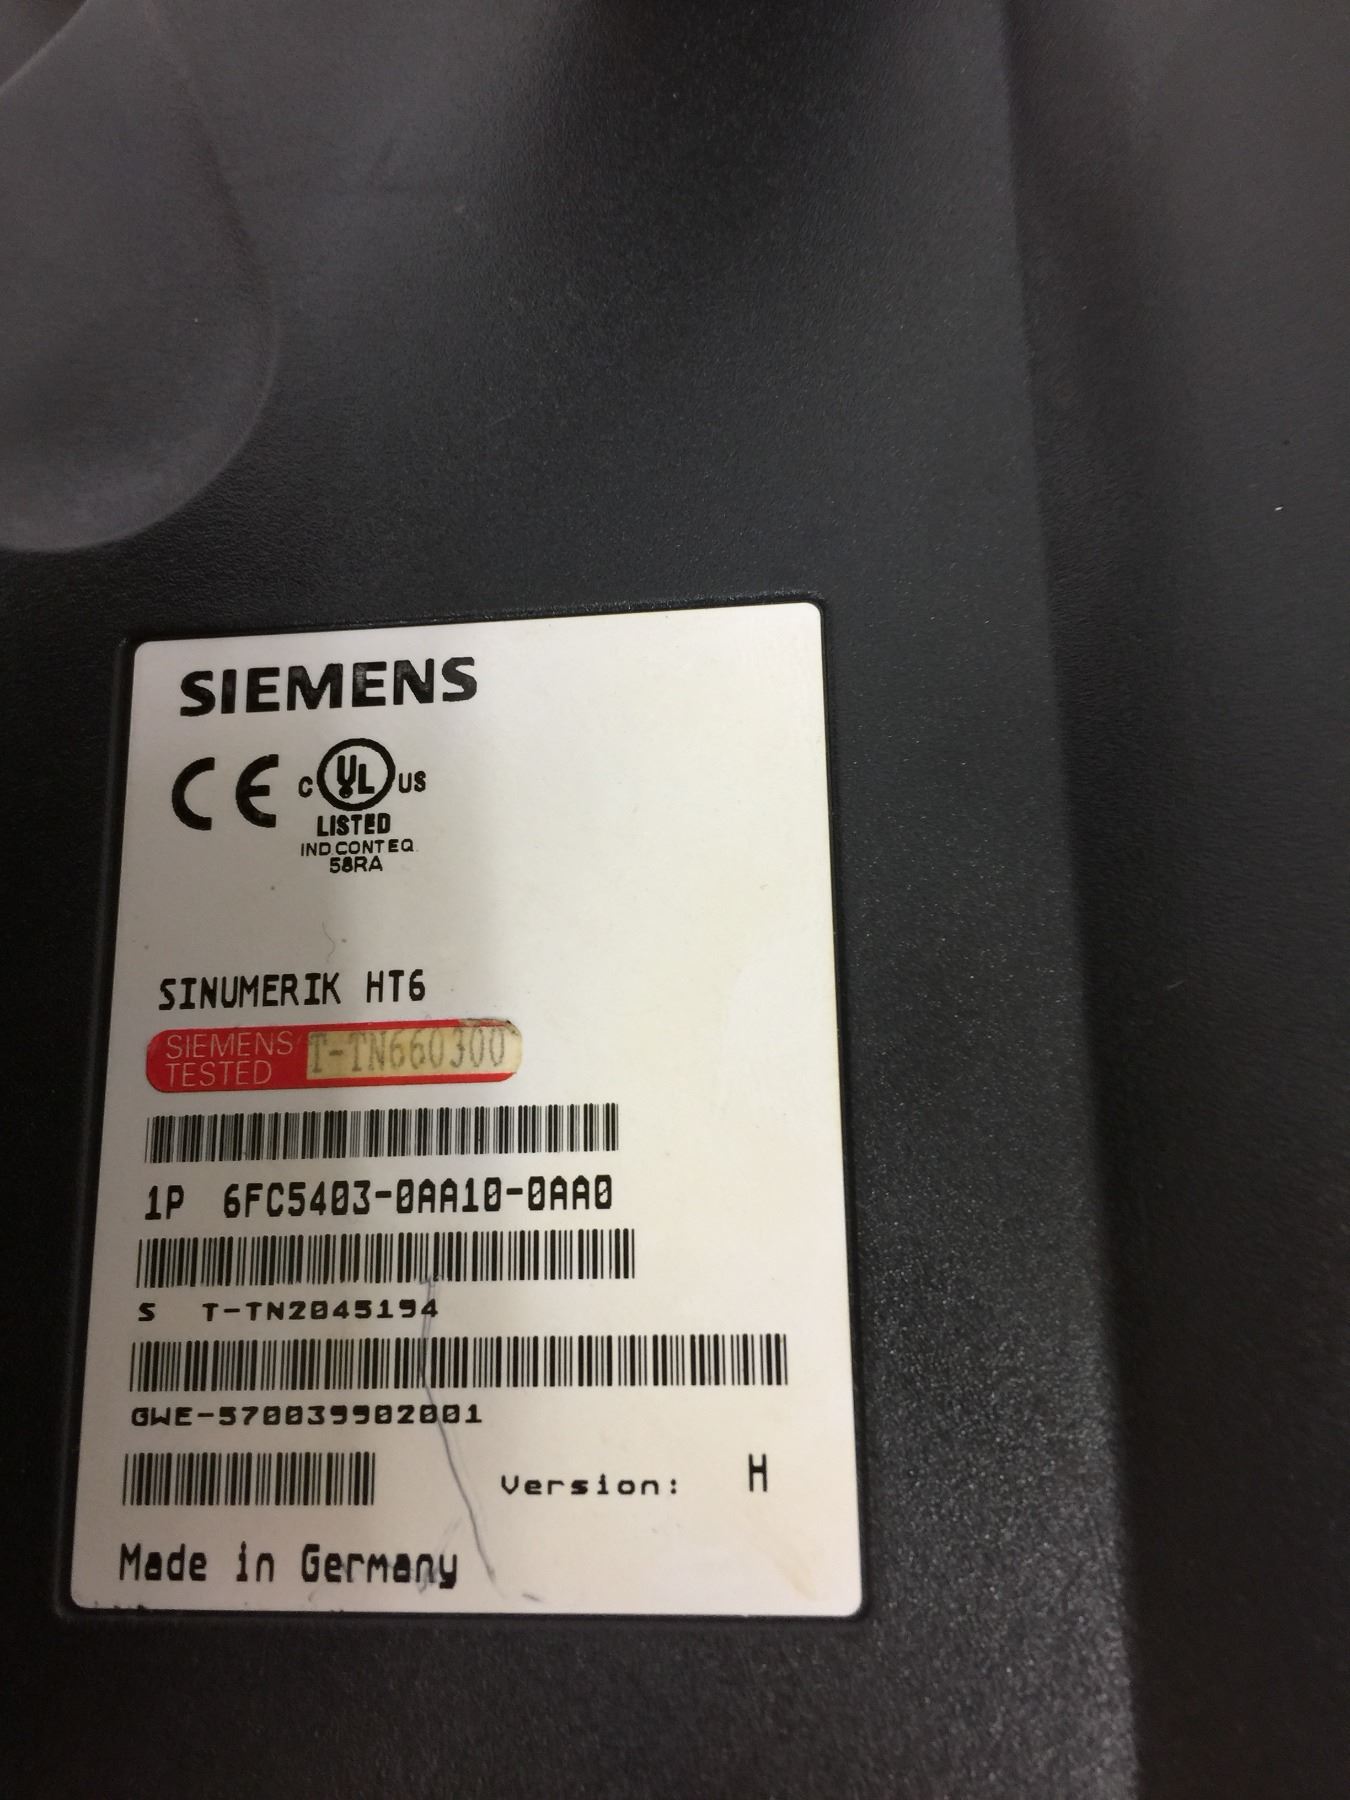 SIEMENS
CE C UL US
LISTED
IND CONT EQ
58RA
SINUMERIK HT6
SIEMENS
TESTED
T-TN660300
1P 6FC5403-0AA10-0AA0
S T-TN2045194
GWE-570039902001
Version: H
Made in Germany